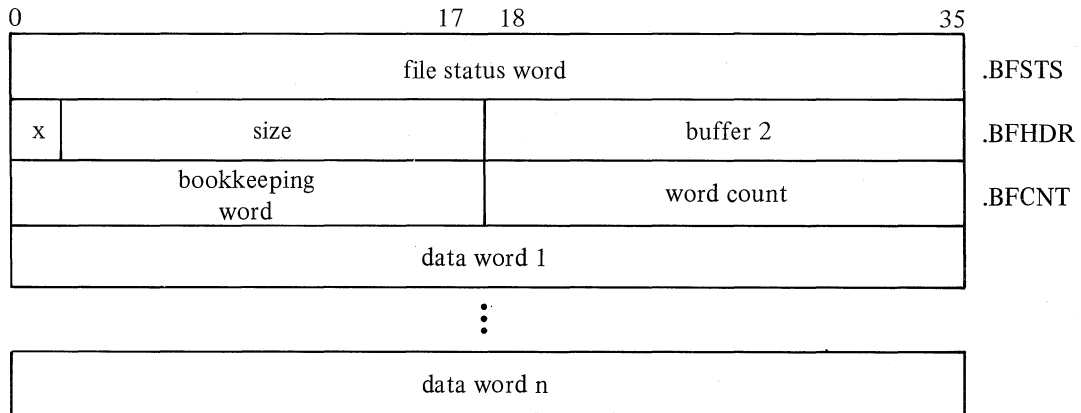 0 17 18 35
file status word .BFSTS
x size buffer 2 .BFHDR
bookkeeping
word word count .BFCNT
data word 1
data word n